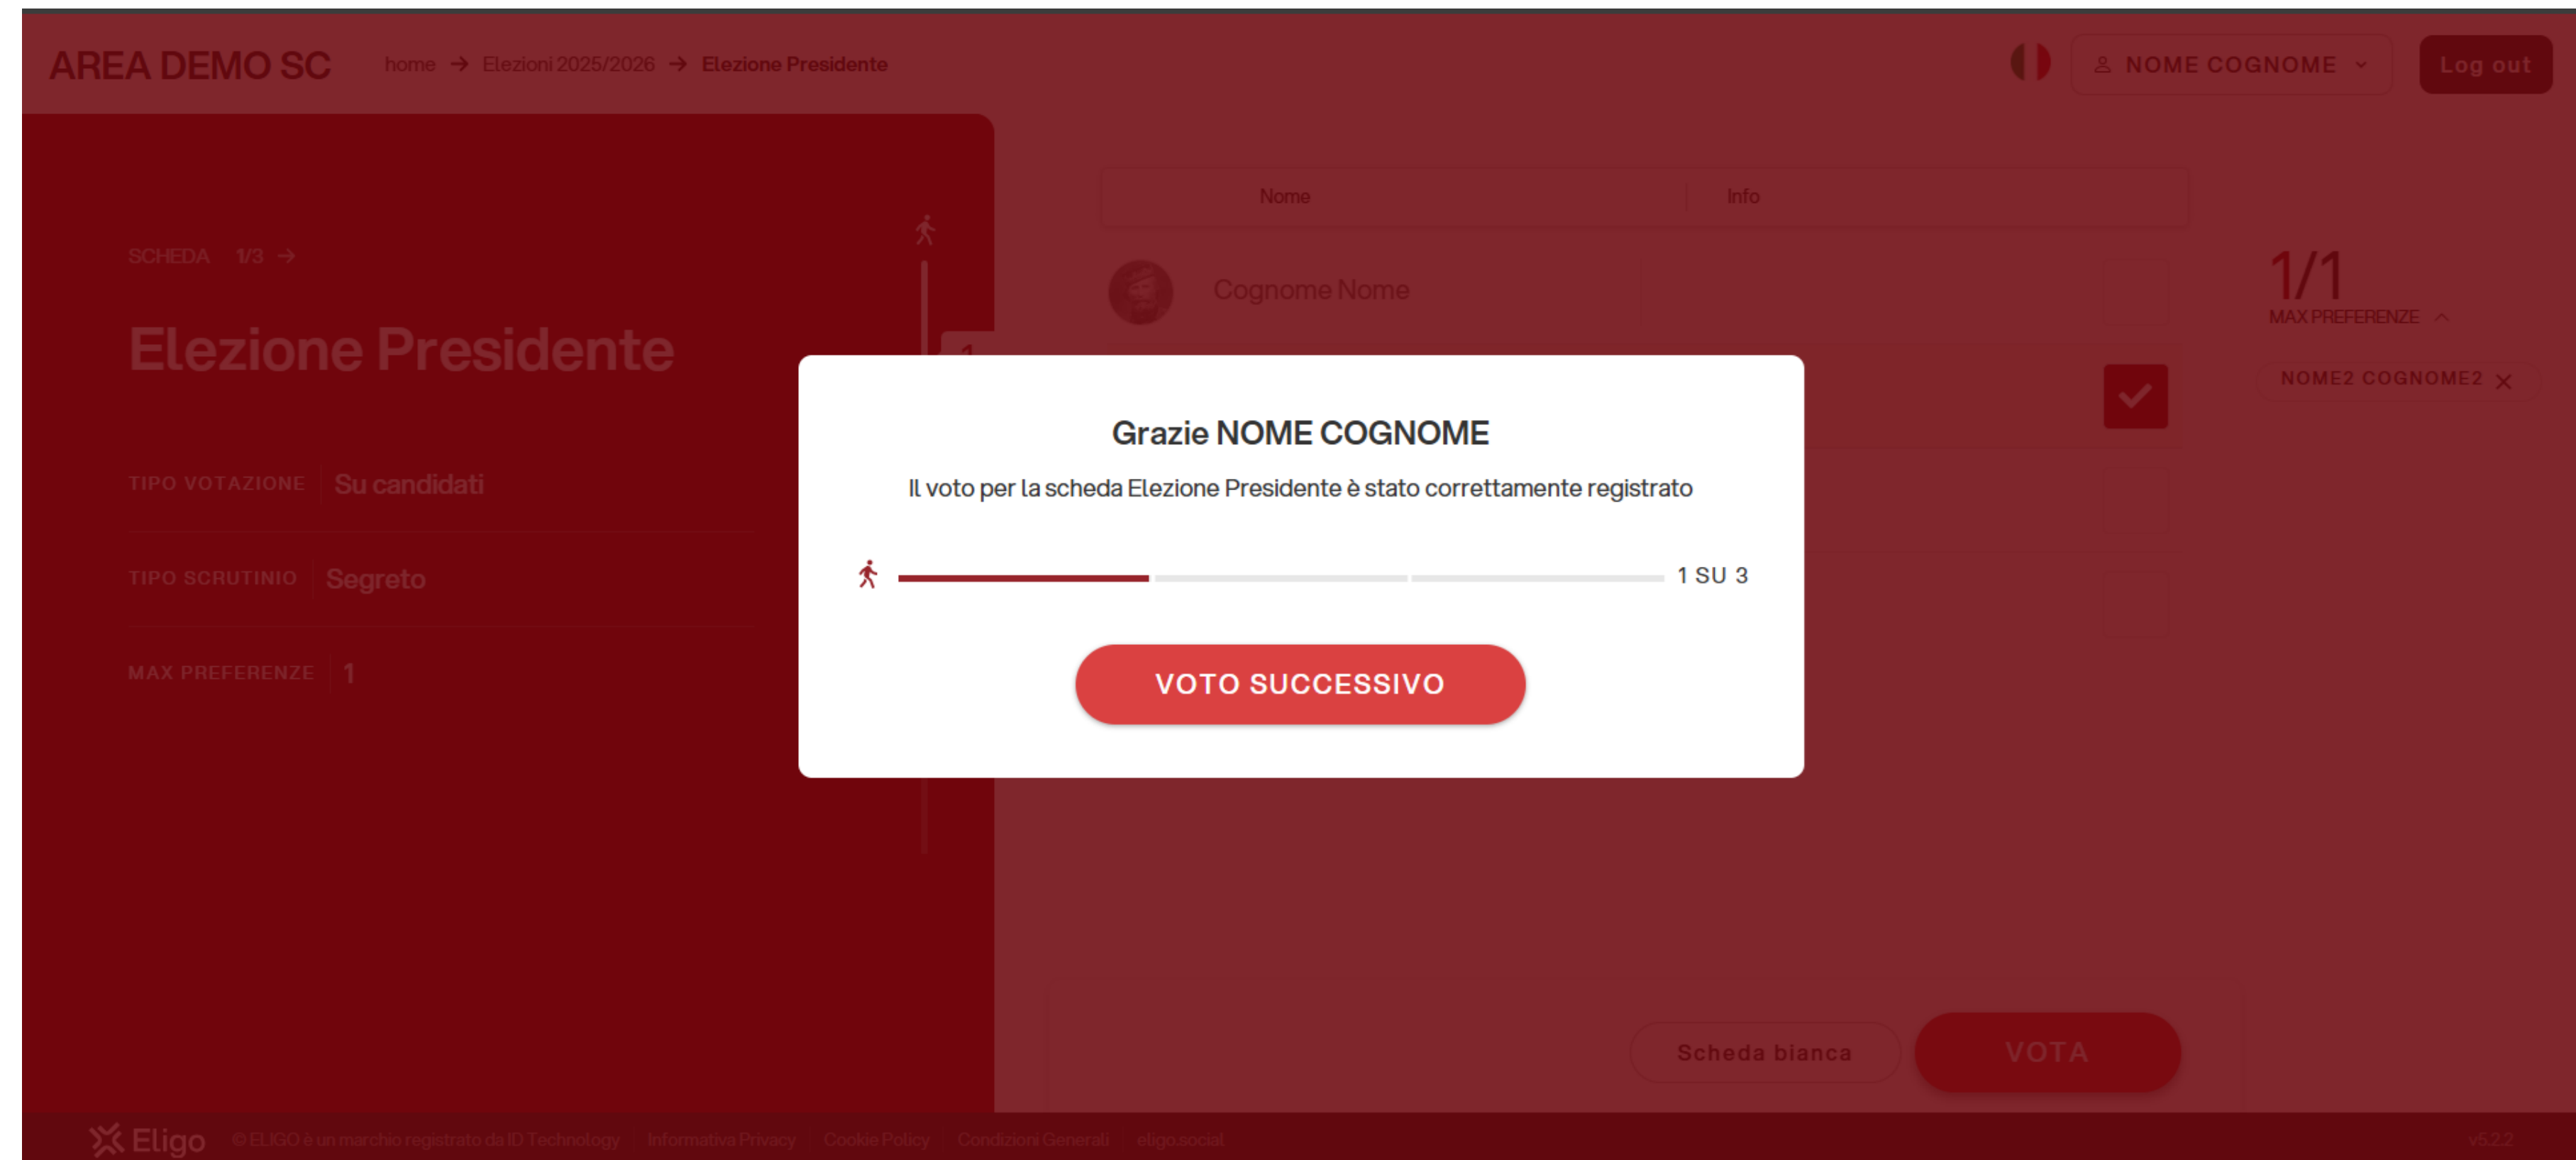 AREA DEMO SC
home → Elezioni 2025/2026 → Elezione Presidente
NOME COGNOME
Log out
SCHEDA 1/3 →
Elezione Presidente
TIPO VOTAZIONE Su candidati
TIPO SCRUTINIO Segreto
MAX PREFERENZE 1
Nome Info
Cognome Nome
1/1
MAX PREFERENZE
NOME2 COGNOME2
Grazie NOME COGNOME
Il voto per la scheda Elezione Presidente è stato correttamente registrato
1 SU 3
VOTO SUCCESSIVO
Scheda bianca
VOTA
Eligo
© ELIGO è un marchio registrato da ID Technology
Informativa Privacy
Cookie Policy
Condizioni Generali
eligo.social
v5.2.2